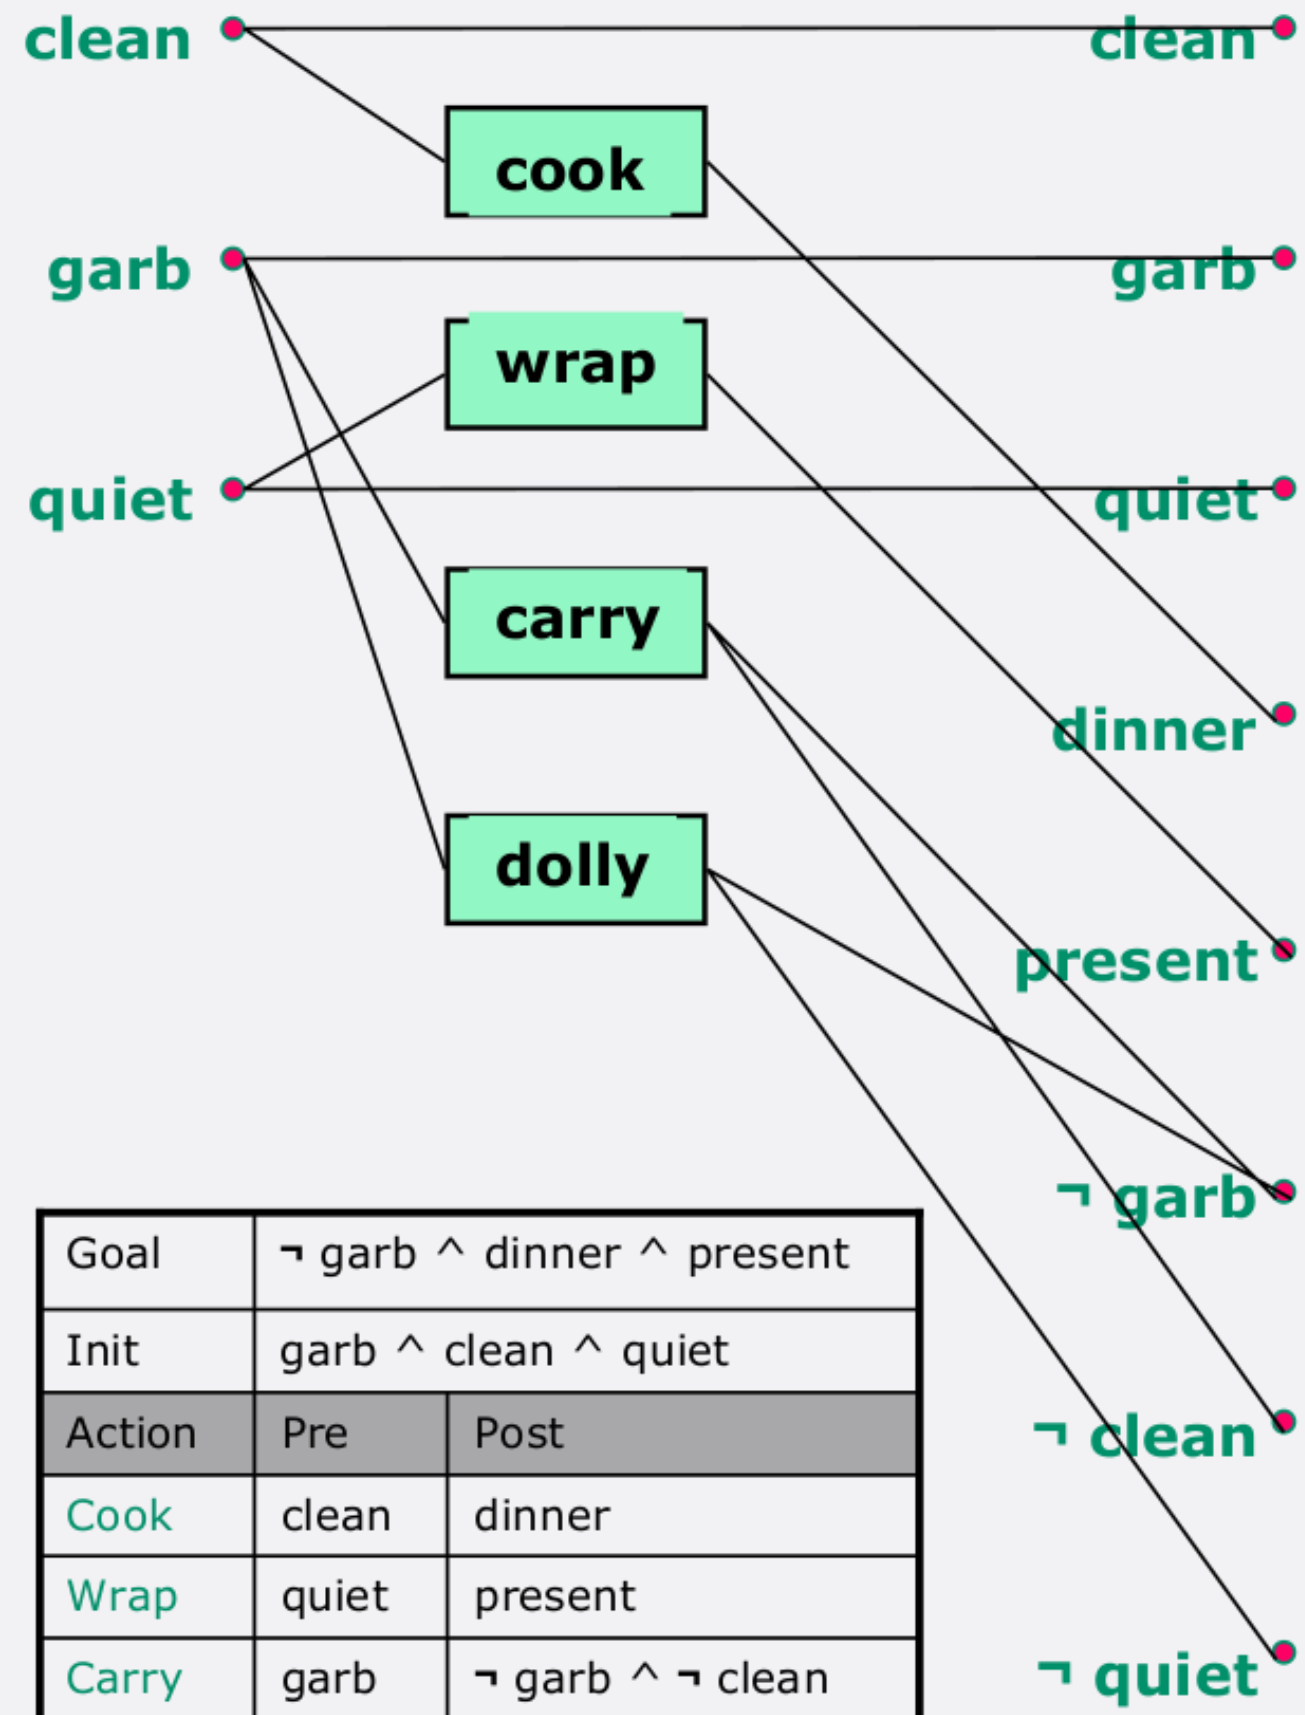 clean clean
cook
garb garb
wrap
quiet quiet
carry
dinner
dolly
present
¬ garb
Goal ¬ garb ^ dinner ^ present
Init garb ^ clean ^ quiet
Action Pre Post
¬ clean
Cook clean dinner
Wrap quiet present
Carry garb ¬ garb ^ ¬ clean
¬ quiet